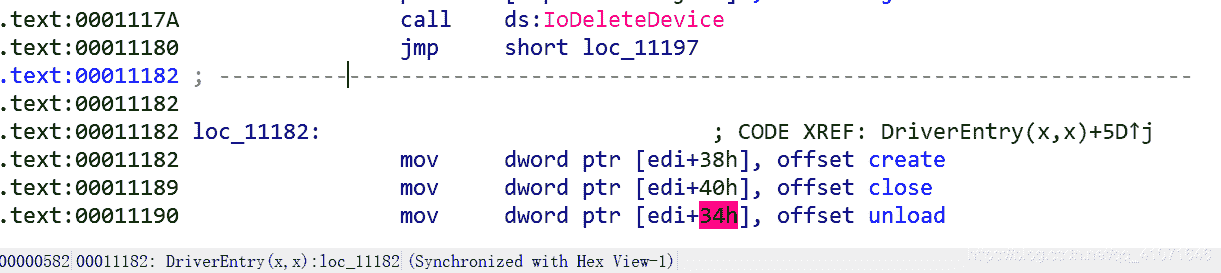 .text:0001117A call ds:IoDeleteDevice
.text:00011180 jmp short loc_11197
.text:00011182 ; ---------------------------------------------------------------------------
.text:00011182
.text:00011182 loc_11182: ; CODE XREF: DriverEntry(x,x)+5D↑j
.text:00011182 mov dword ptr [edi+38h], offset create
.text:00011189 mov dword ptr [edi+40h], offset close
.text:00011190 mov dword ptr [edi+34h], offset unload
00000582 00011182: DriverEntry(x,x):loc_11182 (Synchronized with Hex View-1)